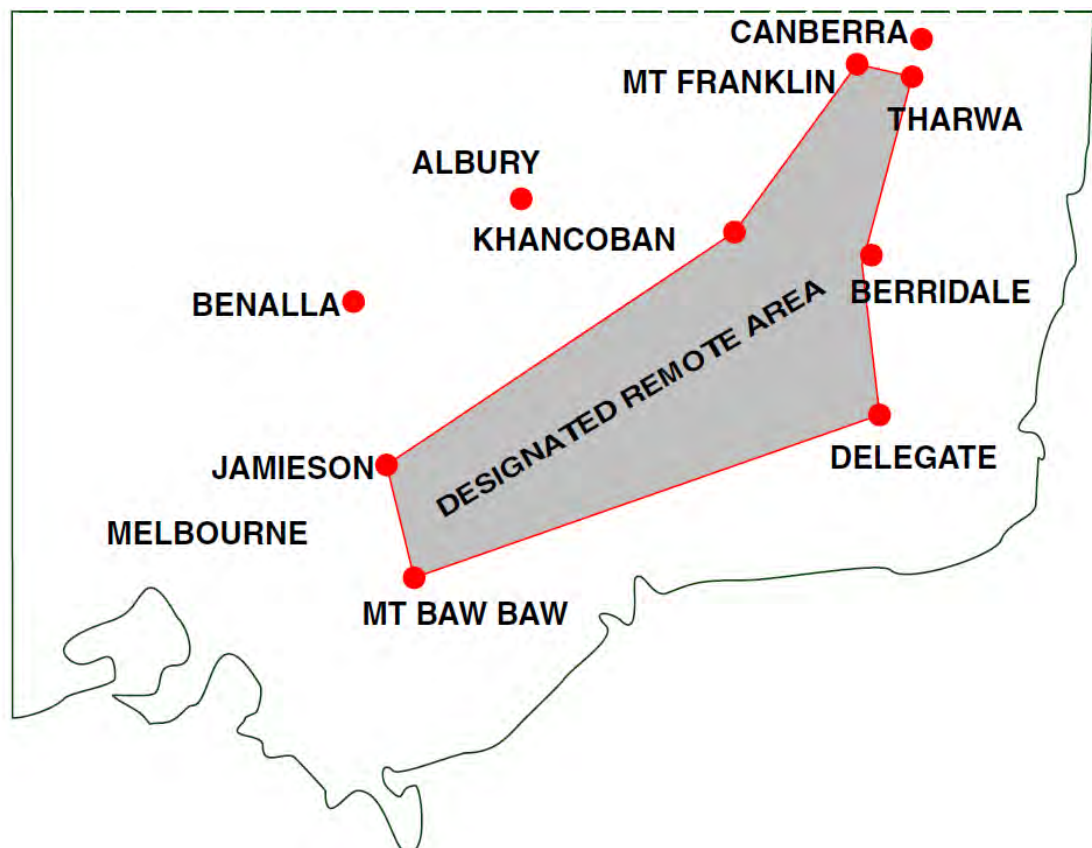 CANBERRA
MT FRANKLIN
THARWA
ALBURY
KHANCOBAN
BERRIDALE
BENALLA
DESIGNATED REMOTE AREA
DELEGATE
JAMIESON
MELBOURNE
MT BAW BAW